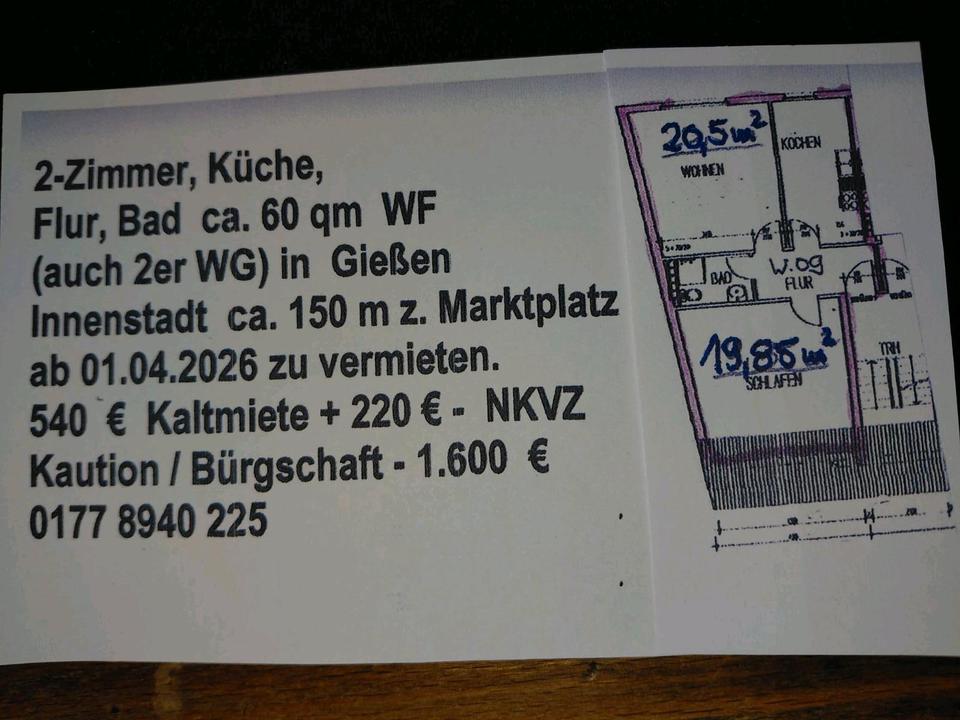 2-Zimmer, Küche,
Flur, Bad ca. 60 qm WF
(auch 2er WG) in Gießen
Innenstadt ca. 150 m z. Marktplatz
ab 01.04.2026 zu vermieten.
540 € Kaltmiete + 220 € - NKVZ
Kaution / Bürgschaft - 1.600 €
0177 8940 225
20,5 m²
WOHNEN
KOCHEN
BAD
W.OG
FLUR
19,85 m²
SCHLAFEN
TRH